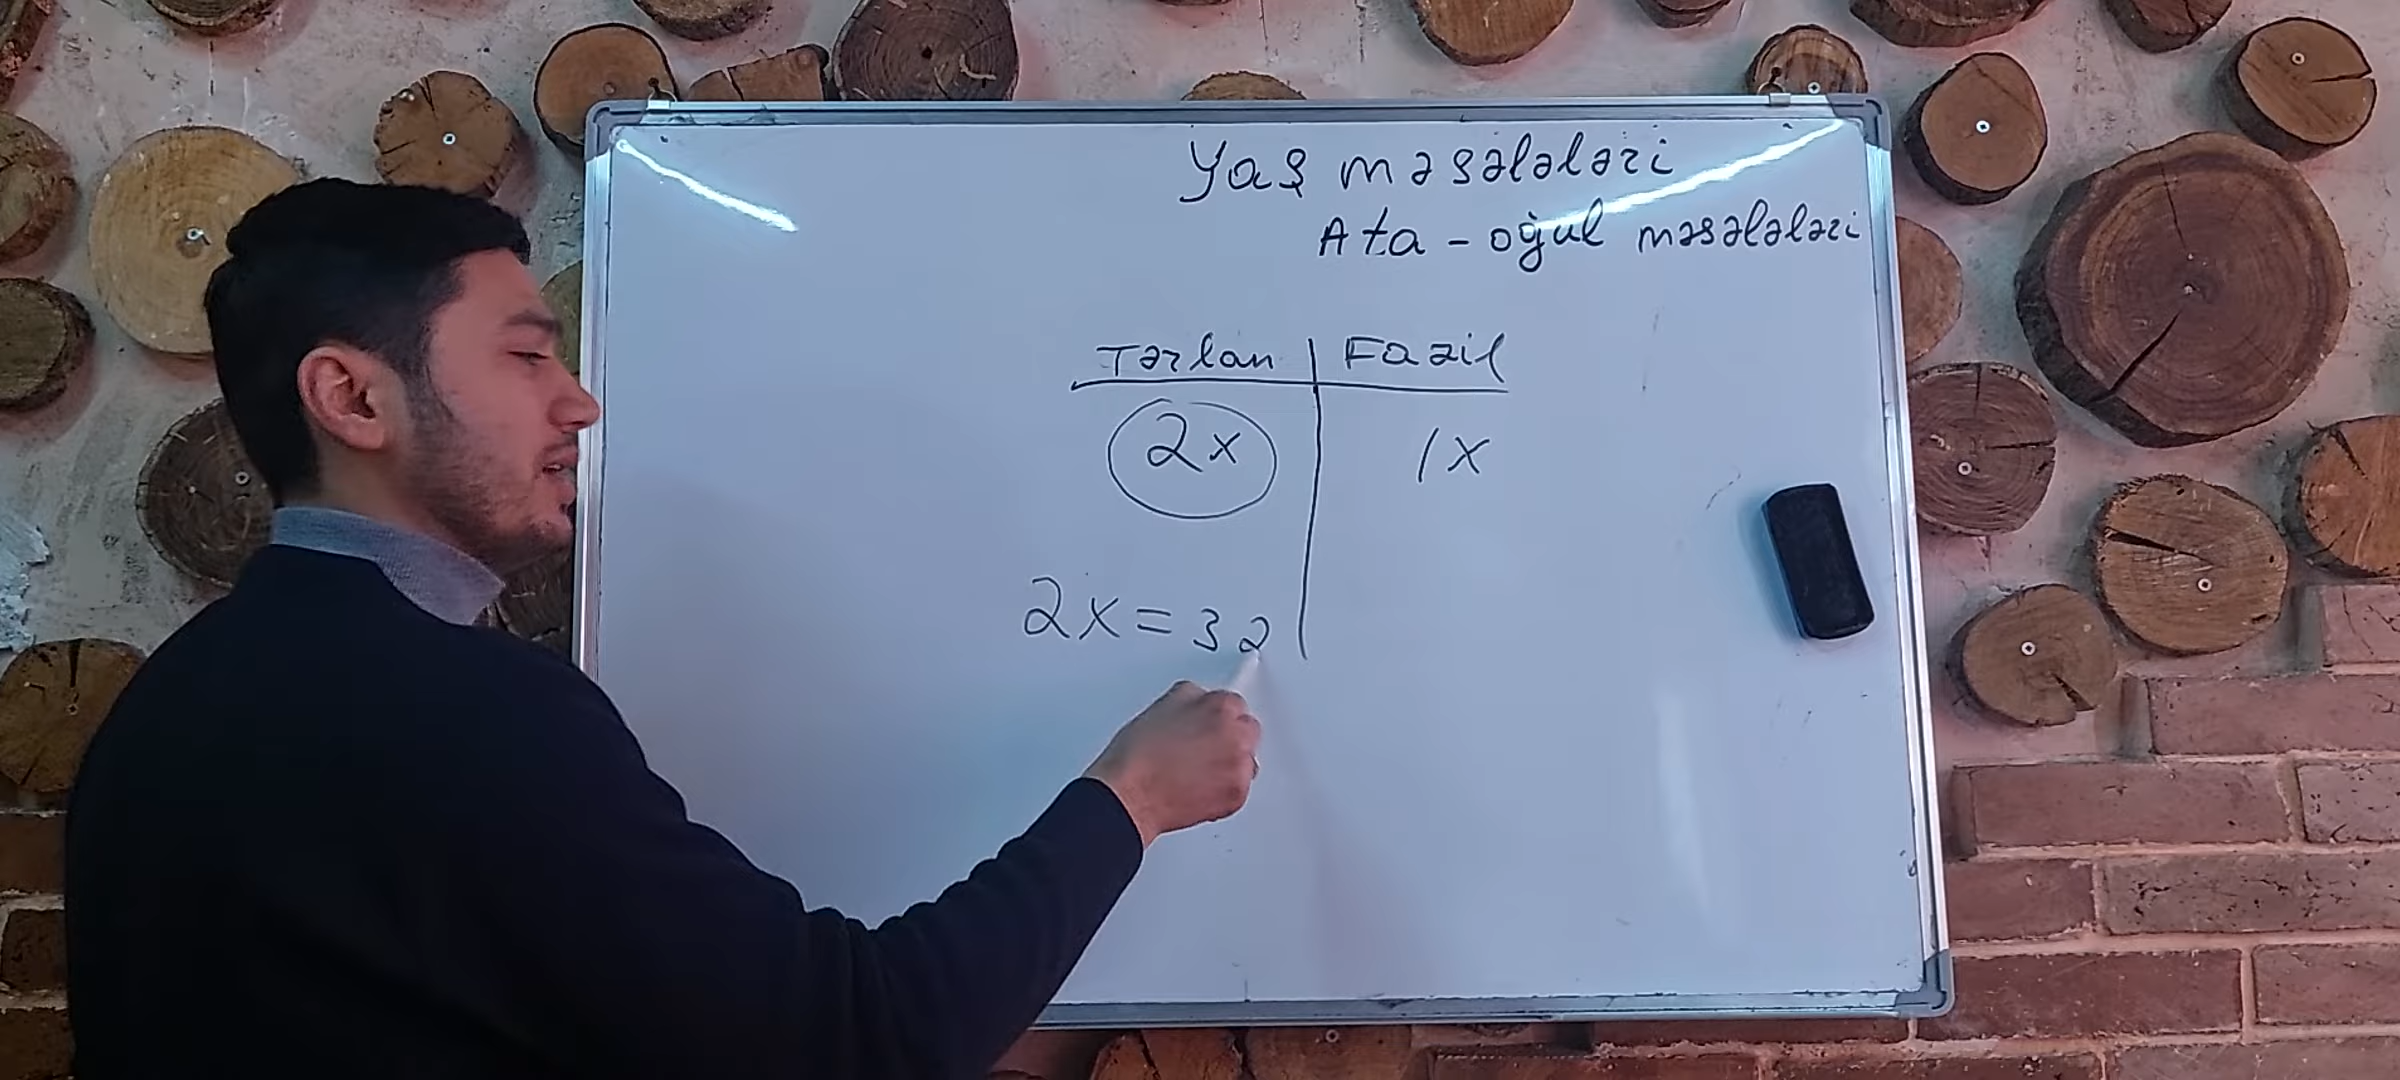 Yaş məsələləri
Ata - oğul məsələləri
Tərlan | Fazil
2x | 1x
2x = 32